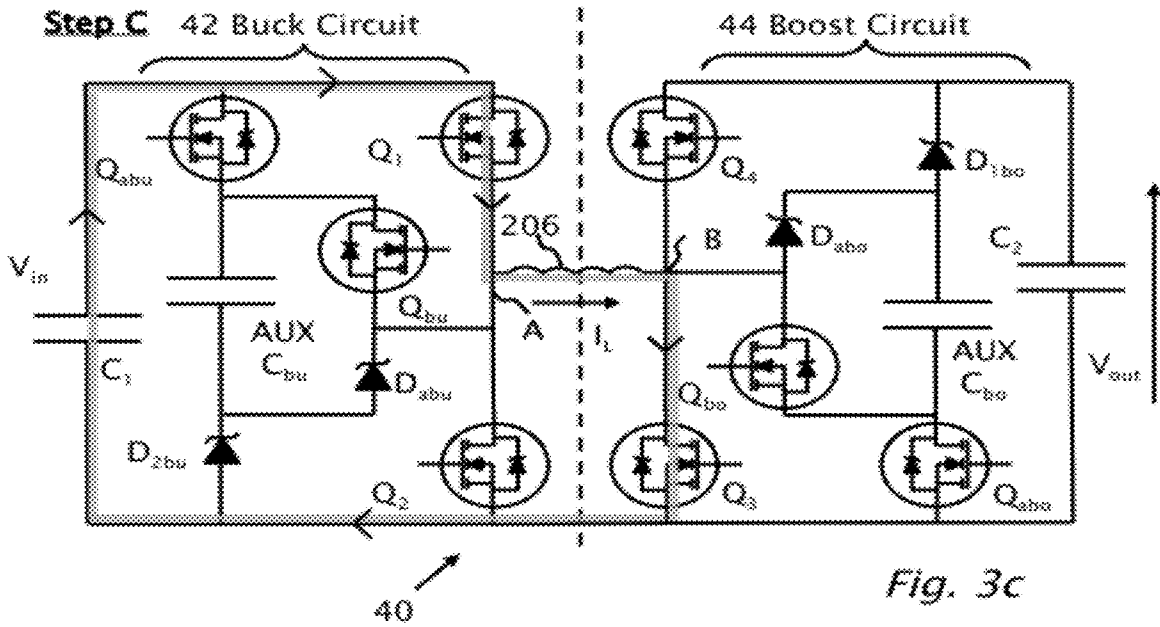 Step C
42 Buck Circuit
44 Boost Circuit
Qabu
Q1
Q4
D1bo
206
B
Dabo
C2
Vin
Qbu
A
IL
AUX
Cbu
C1
Dabu
Qbo
AUX
Cbo
Vout
D2bu
Q2
Q3
Qabo
40
Fig. 3c